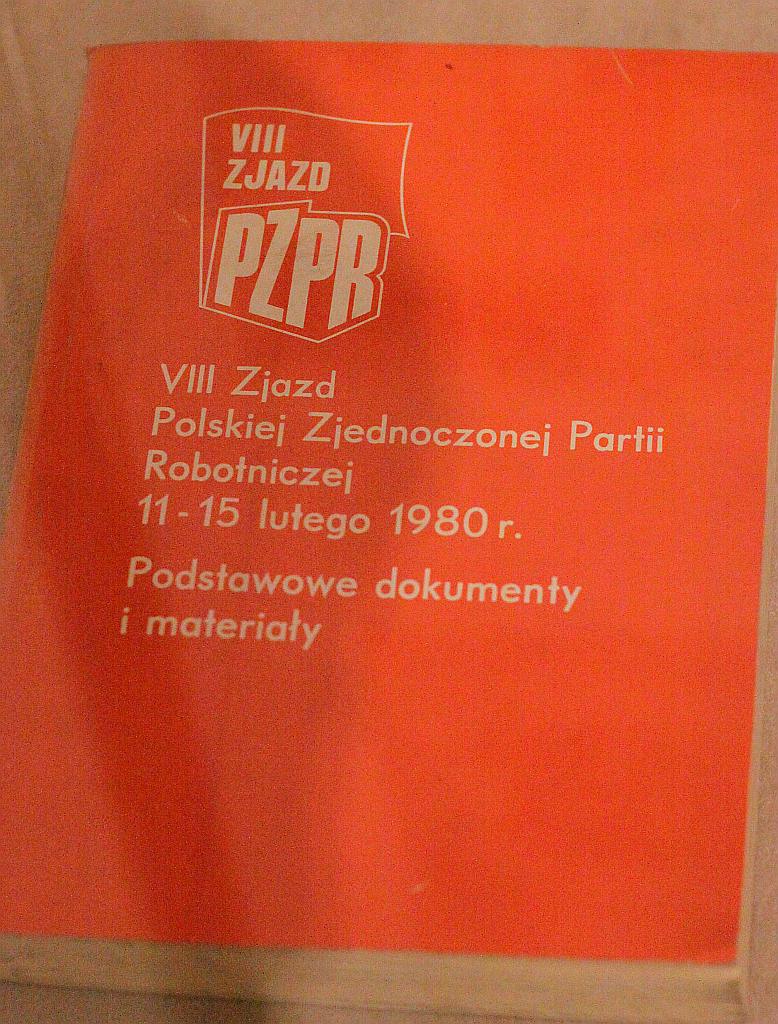 VIII
ZJAZD
PZPR
VIII Zjazd
Polskiej Zjednoczonej Partii
Robotniczej
11-15 lutego 1980 r.
Podstawowe dokumenty
i materiały